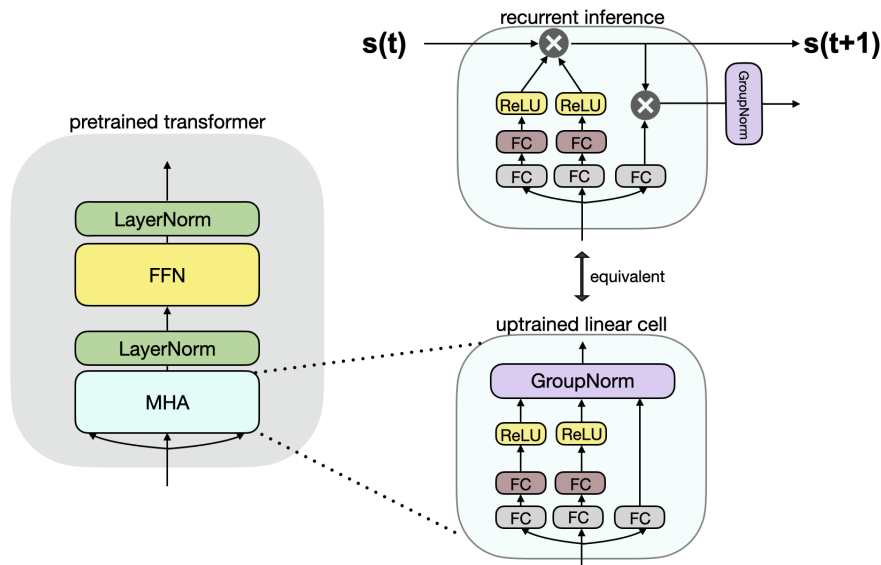 recurrent inference
s(t)
s(t+1)
GroupNorm
ReLU ReLU
FC FC
FC FC FC
equivalent
pretrained transformer
LayerNorm
FFN
LayerNorm
MHA
uptrained linear cell
GroupNorm
ReLU ReLU
FC FC
FC FC FC